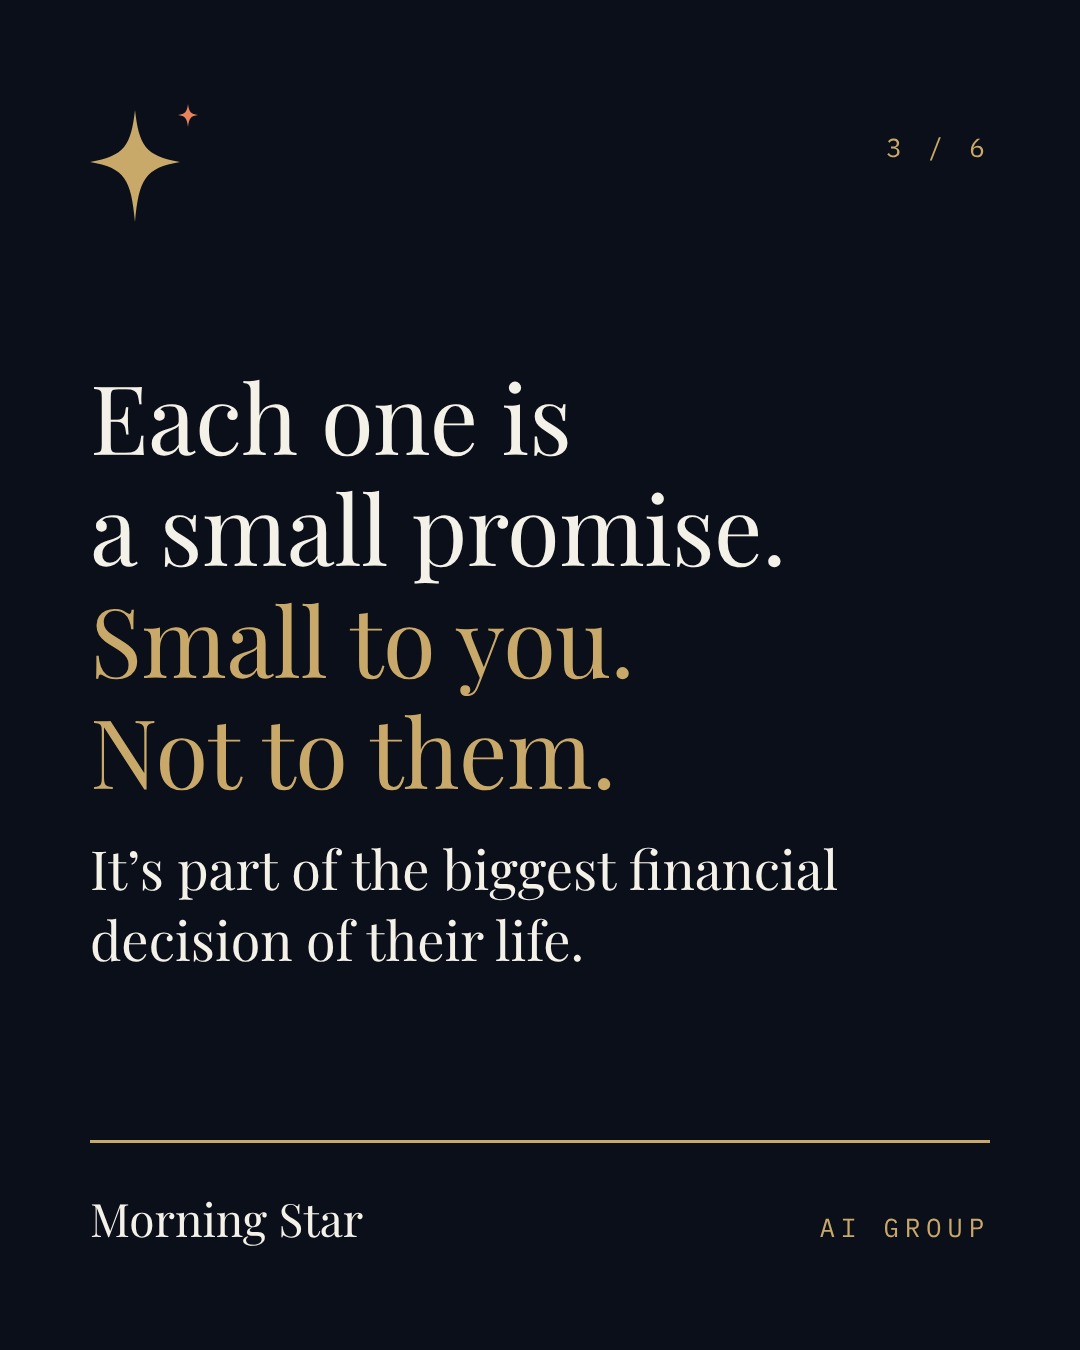 3 / 6
Each one is
a small promise.
Small to you.
Not to them.
It’s part of the biggest financial
decision of their life.
Morning Star
AI GROUP